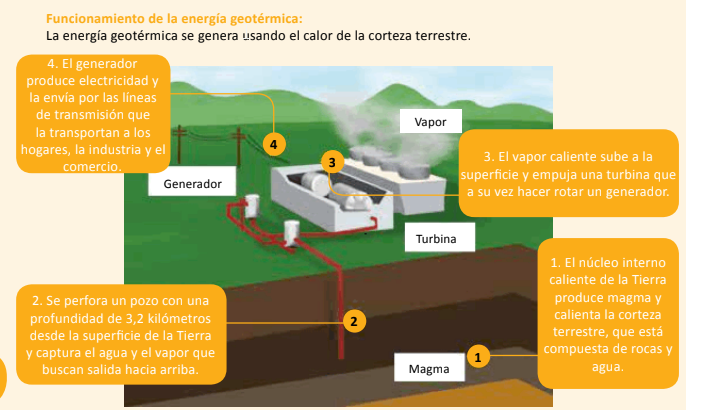 Funcionamiento de la energía geotérmica:
La energía geotérmica se genera usando el calor de la corteza terrestre.
4. El generador
produce electricidad y
la envía por las líneas
de transmisión que
la transportan a los
hogares, la industria y el
comercio.
Vapor
4
3
3. El vapor caliente sube a la
superficie y empuja una turbina que
a su vez hacer rotar un generador.
Generador
Turbina
1. El núcleo interno
caliente de la Tierra
produce magma y
calienta la corteza
terrestre, que está
compuesta de rocas y
agua.
2. Se perfora un pozo con una
profundidad de 3,2 kilómetros
desde la superficie de la Tierra
y captura el agua y el vapor que
buscan salida hacia arriba.
2
1
Magma